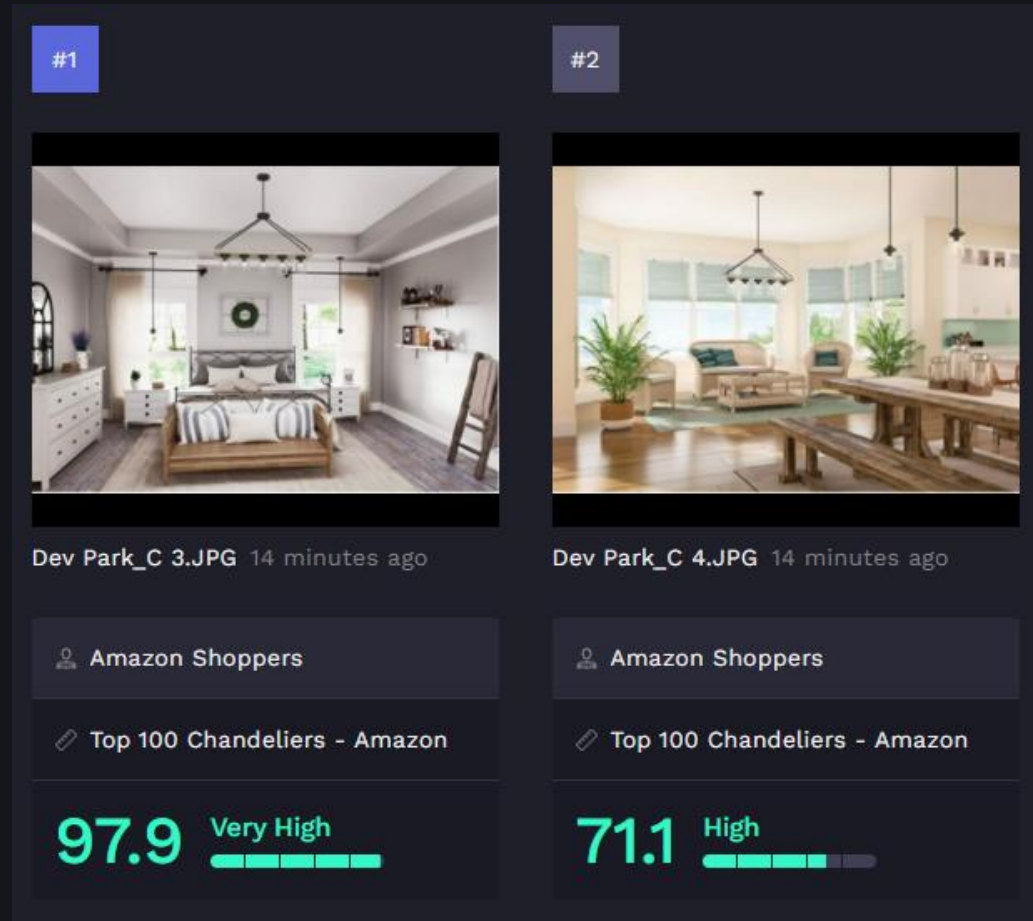 #1
#2
Dev Park_C 3.JPG 14 minutes ago
Dev Park_C 4.JPG 14 minutes ago
Amazon Shoppers
Amazon Shoppers
Top 100 Chandeliers - Amazon
Top 100 Chandeliers - Amazon
97.9 Very High
71.1 High